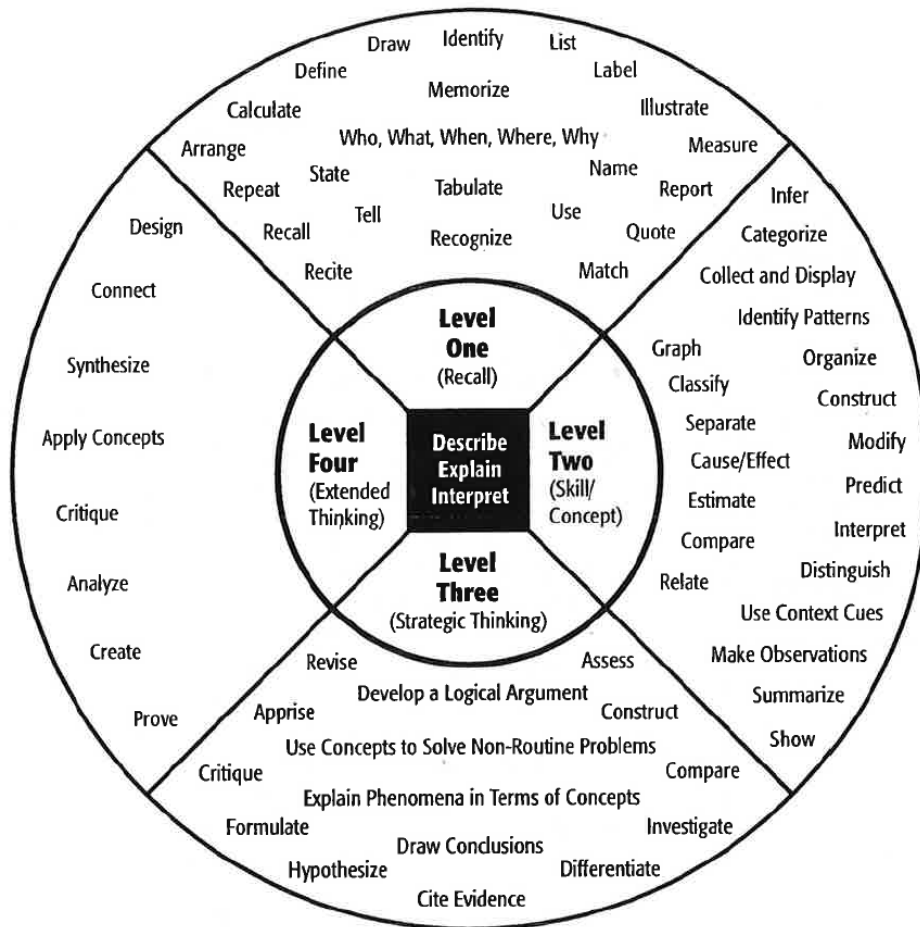 Draw
Identify
List
Define
Label
Memorize
Calculate
Illustrate
Who, What, When, Where, Why
Arrange
Measure
State
Name
Repeat
Tabulate
Report
Tell
Use
Recall
Recognize
Quote
Recite
Match
Infer
Categorize
Collect and Display
Identify Patterns
Graph
Organize
Classify
Construct
Separate
Modify
Cause/Effect
Predict
Estimate
Interpret
Compare
Distinguish
Relate
Use Context Cues
Make Observations
Summarize
Show
Design
Connect
Synthesize
Apply Concepts
Critique
Analyze
Create
Prove
Level
One
(Recall)
Level
Four
(Extended
Thinking)
Describe
Explain
Interpret
Level
Two
(Skill/
Concept)
Level
Three
(Strategic Thinking)
Revise
Assess
Develop a Logical Argument
Apprise
Construct
Use Concepts to Solve Non-Routine Problems
Critique
Compare
Explain Phenomena in Terms of Concepts
Formulate
Investigate
Draw Conclusions
Hypothesize
Differentiate
Cite Evidence